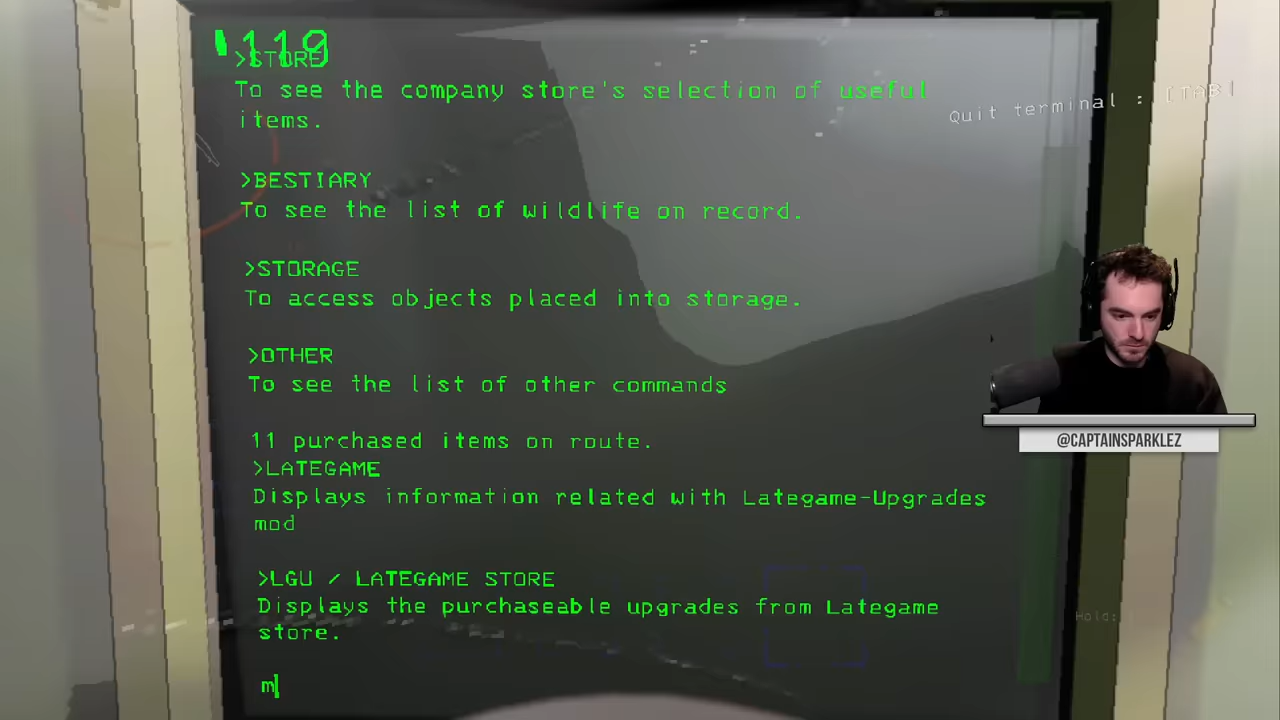 119
>STORE
To see the company store's selection of useful
items.
Quit terminal : [TAB]
>BESTIARY
To see the list of wildlife on record.
>STORAGE
To access objects placed into storage.
>OTHER
To see the list of other commands
11 purchased items on route.
>LATEGAME
Displays information related with Lategame-Upgrades
mod
>LGU / LATEGAME STORE
Displays the purchaseable upgrades from Lategame
store.
Hold:
m
@CAPTAINSPARKLEZ